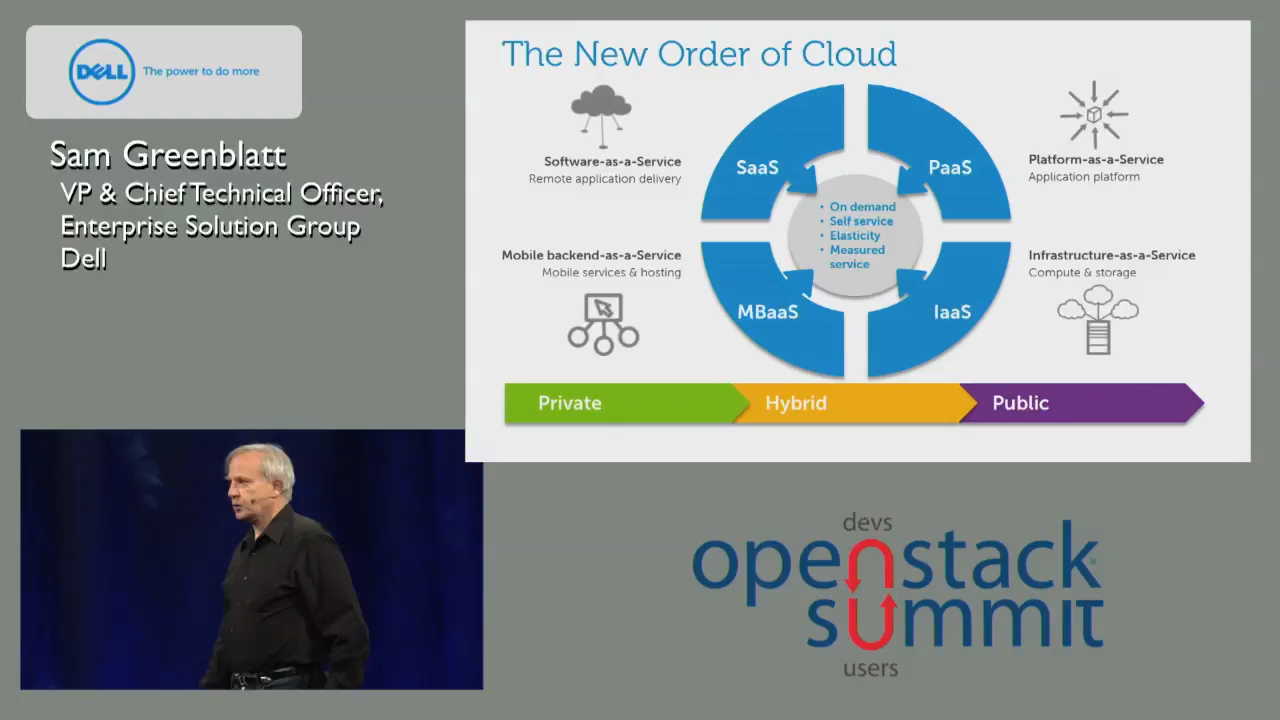 DELL
The power to do more
Sam Greenblatt
VP & Chief Technical Officer,
Enterprise Solution Group
Dell
The New Order of Cloud
Software-as-a-Service
Remote application delivery
SaaS
PaaS
Platform-as-a-Service
Application platform
• On demand
• Self service
• Elasticity
• Measured
service
Mobile backend-as-a-Service
Mobile services & hosting
MBaaS
IaaS
Infrastructure-as-a-Service
Compute & storage
Private
Hybrid
Public
devs
openstack
summit
users